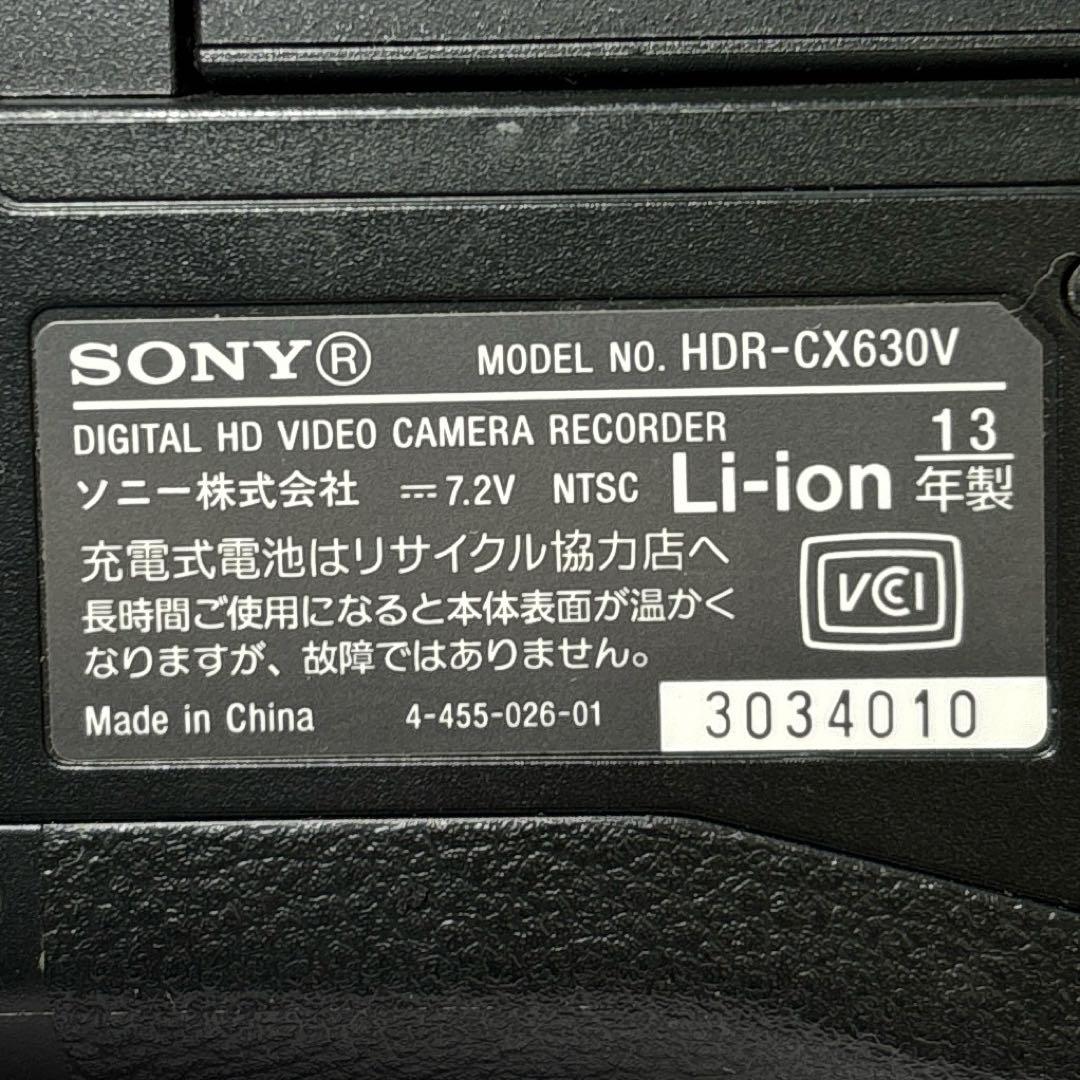 SONY® MODEL NO. HDR-CX630V
DIGITAL HD VIDEO CAMERA RECORDER
ソニー株式会社 ⎓7.2V NTSC Li-ion 13年製
充電式電池はリサイクル協力店へ
長時間ご使用になると本体表面が温かく
なりますが、故障ではありません。
VCCI
Made in China 4-455-026-01 3034010